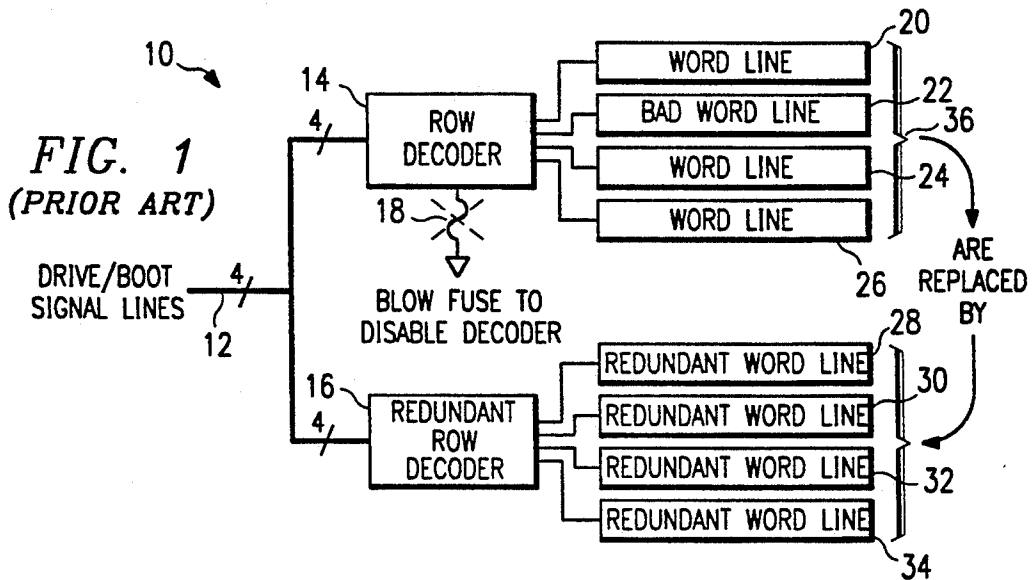 10
FIG. 1
(PRIOR ART)
DRIVE/BOOT
SIGNAL LINES
4
12
4
14
ROW
DECODER
18
BLOW FUSE TO
DISABLE DECODER
WORD LINE
20
BAD WORD LINE
22
WORD LINE
24
WORD LINE
26
36
ARE
REPLACED
BY
4
16
REDUNDANT
ROW
DECODER
REDUNDANT WORD LINE
28
REDUNDANT WORD LINE
30
REDUNDANT WORD LINE
32
REDUNDANT WORD LINE
34